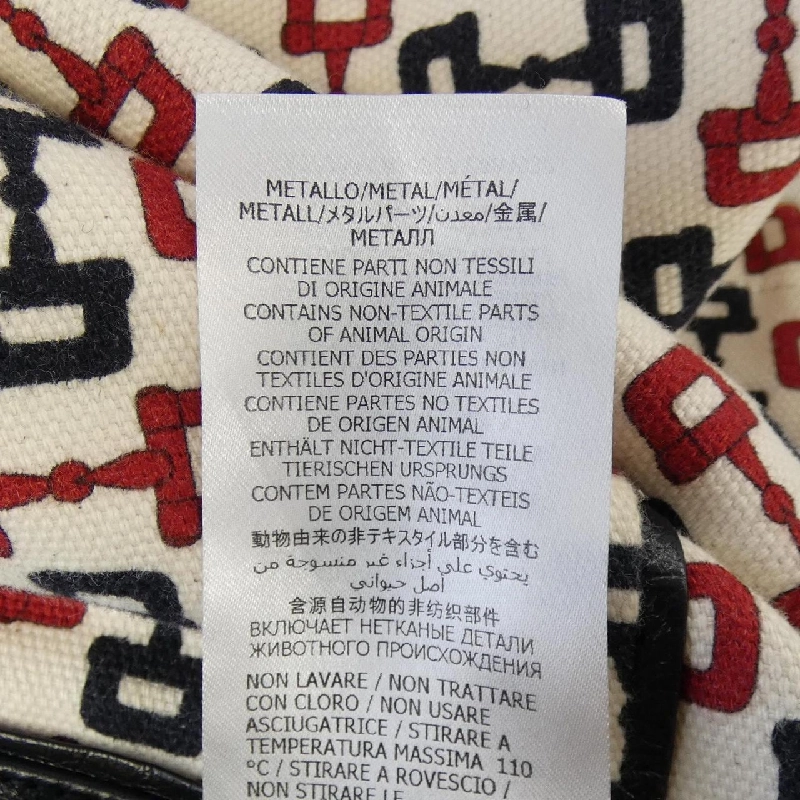 METALLO/METAL/MÉTAL/
METALL/メタルパーツ/معدن/金属/
МЕТАЛЛ
CONTIENE PARTI NON TESSILI
DI ORIGINE ANIMALE
CONTAINS NON-TEXTILE PARTS
OF ANIMAL ORIGIN
CONTIENT DES PARTIES NON
TEXTILES D'ORIGINE ANIMALE
CONTIENE PARTES NO TEXTILES
DE ORIGEN ANIMAL
ENTHÄLT NICHT-TEXTILE TEILE
TIERISCHEN URSPRUNGS
CONTEM PARTES NÃO-TEXTEIS
DE ORIGEM ANIMAL
動物由来の非テキスタイル部分を含む
يحتوي علي أجزاء غير منسوجة من
اصل حيواني
含源自动物的非纺织部件
ВКЛЮЧАЕТ НЕТКАНЫЕ ДЕТАЛИ
ЖИВОТНОГО ПРОИСХОЖДЕНИЯ
NON LAVARE / NON TRATTARE
CON CLORO / NON USARE
ASCIUGATRICE / STIRARE A
TEMPERATURA MASSIMA 110
°C / STIRARE A ROVESCIO /
NON STIRARE LE